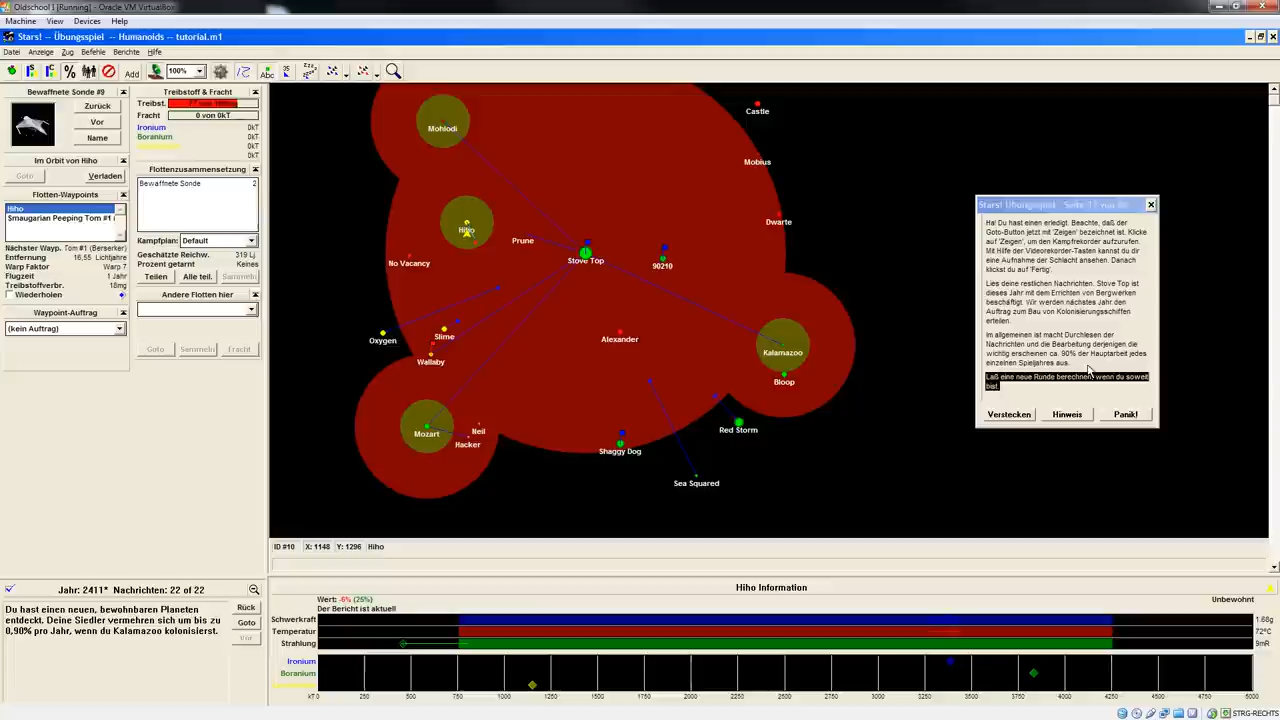 Oldschool1 [Running] - Oracle VM VirtualBox
Machine View Devices Help
Stars! -- Übungsspiel -- Humanoids -- tutorial.m1
Datei Anzeige Zug Befehle Berichte Hilfe
% Add 100% Abc 35 zzz
Bewaffnete Sonde #9
Zurück
Vor
Name
Im Orbit von Hiho
Goto Verladen
Flotten-Waypoints
Hiho
Smaugarian Peeping Tom #1 (
Nächster Wayp. Tom #1 (Berserker)
Entfernung 16,55 Lichtjahre
Warp Faktor Warp 7
Flugzeit 1 Jahr
Treibstoffverbr. 18mg
Wiederholen
Waypoint-Auftrag
(kein Auftrag)
Treibstoff & Fracht
Treibst.
Fracht 0 von 0kT
Ironium 0kT
Boranium 0kT
0kT
0kT
Flottenzusammensetzung
Bewaffnete Sonde 2
Kampfplan: Default
Geschätzte Reichw. 319 Lj.
Prozent getarnt Keines
Teilen Alle teil. Sammeln
Andere Flotten hier
Goto Sammeln Fracht
Castle
Mohlodi
Mobius
Hiho
Dwarte
Prune
Stove Top
90210
No Vacancy
Oxygen
Slime
Alexander
Wallaby
Kalamazoo
Bloop
Mozart
Neil
Hacker
Red Storm
Shaggy Dog
Sea Squared
Stars! Übungsspiel - Seite
Ha! Du hast einen erledigt. Beachte, daß der
Goto-Button jetzt mit 'Zeigen' bezeichnet ist. Klicke
auf 'Zeigen', um den Kampfrekorder aufzurufen.
Mit Hilfe der Videorekorder-Tasten kannst du dir
eine Aufnahme der Schlacht ansehen. Danach
klickst du auf 'Fertig'.
Lies deine restlichen Nachrichten. Stove Top ist
dieses Jahr mit dem Errichten von Bergwerken
beschäftigt. Wir werden nächstes Jahr den
Auftrag zum Bau von Kolonisierungsschiffen
erteilen.
Im allgemeinen ist macht Durchlesen der
Nachrichten und die Bearbeitung derjenigen die
wichtig erscheinen ca. 90% der Hauptarbeit jedes
einzelnen Spieljahres aus.
Laß eine neue Runde berechnen, wenn du soweit
bist.
Verstecken Hinweis Panik!
ID #10 X: 1148 Y: 1296 Hiho
Jahr: 2411* Nachrichten: 22 of 22
Du hast einen neuen, bewohnbaren Planeten
entdeckt. Deine Siedler vermehren sich um bis zu
0,90% pro Jahr, wenn du Kalamazoo kolonisierst.
Rück
Goto
Vor
Hiho Information
Wert: -6% (25%) Unbewohnt
Der Bericht ist aktuell
Schwerkraft 1.68g
Temperatur 72°C
Strahlung 9mR
Ironium
Boranium
kT 0 250 500 750 1000 1250 1500 1750 2000 2250 2500 2750 3000 3250 3500 3750 4000 4250 4500 4750 5000
STRG-RECHTS